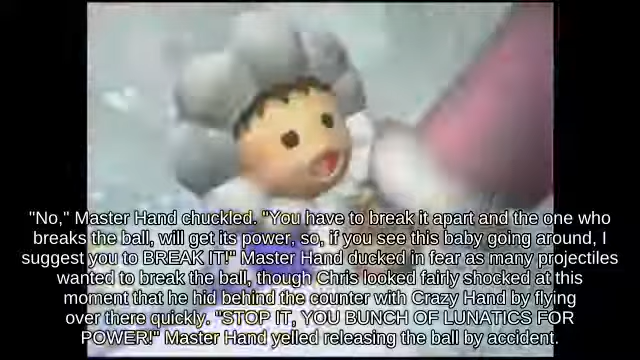 "No," Master Hand chuckled. "You have to break it apart and the one who
breaks the ball, will get its power, so, if you see this baby going around, I
suggest you to BREAK IT!" Master Hand ducked in fear as many projectiles
wanted to break the ball, though Chris looked fairly shocked at this
moment that he hid behind the counter with Crazy Hand by flying
over there quickly. "STOP IT, YOU BUNCH OF LUNATICS FOR
POWER!" Master Hand yelled releasing the ball by accident.